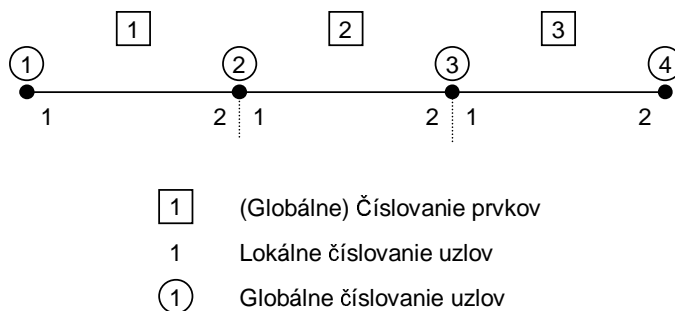 1 2 3
1 2 3 4
1 2 1 2 1 2
1 (Globálne) Číslovanie prvkov
1 Lokálne číslovanie uzlov
1 Globálne číslovanie uzlov